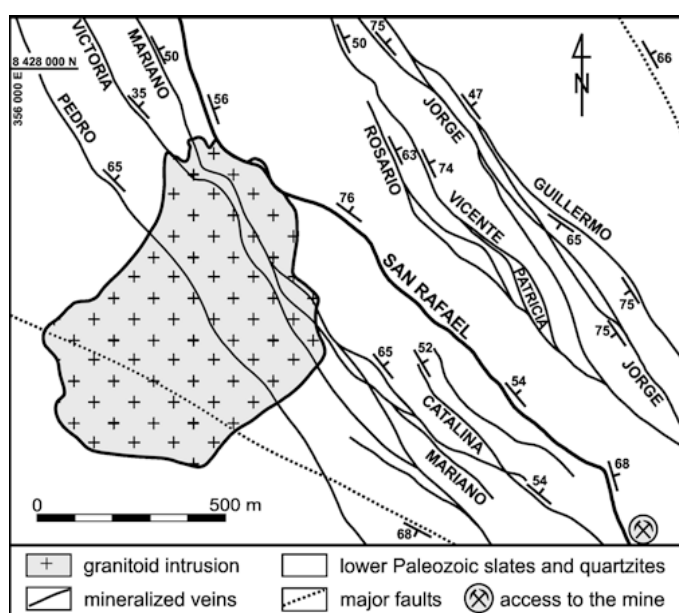 VICTORIA
MARIANO
50
75
50
66
8 428 000 N
356 000 E
N
PEDRO
35
56
47
JORGE
ROSARIO
63
74
65
GUILLERMO
VICENTE
76
65
SAN RAFAEL
PATRICIA
75
75
65
52
JORGE
54
CATALINA
MARIANO
68
54
0
500 m
68
granitoid intrusion
lower Paleozoic slates and quartzites
mineralized veins
major faults
access to the mine